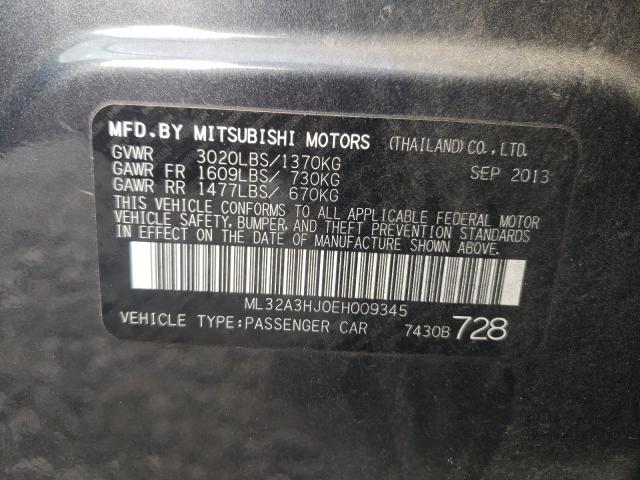 MFD.BY MITSUBISHI MOTORS (THAILAND)CO.,LTD.
GVWR 3020LBS/1370KG SEP 2013
GAWR FR 1609LBS/ 730KG
GAWR RR 1477LBS/ 670KG
THIS VEHICLE CONFORMS TO ALL APPLICABLE FEDERAL MOTOR
VEHICLE SAFETY, BUMPER, AND THEFT PREVENTION STANDARDS
IN EFFECT ON THE DATE OF MANUFACTURE SHOWN ABOVE.
ML32A3HJ0EH009345
VEHICLE TYPE:PASSENGER CAR 7430B 728